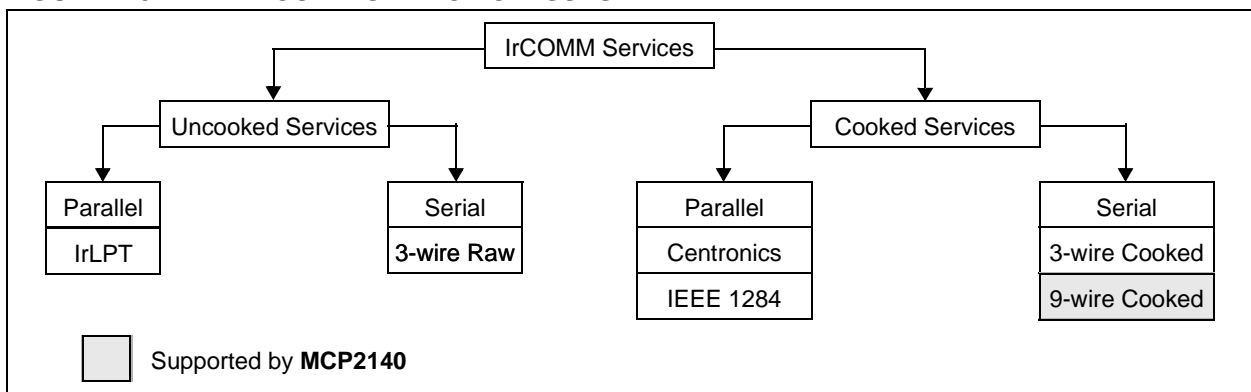 IrCOMM Services
Uncooked Services
Cooked Services
Parallel
IrLPT
Serial
3-wire Raw
Parallel
Centronics
IEEE 1284
Serial
3-wire Cooked
9-wire Cooked
Supported by MCP2140